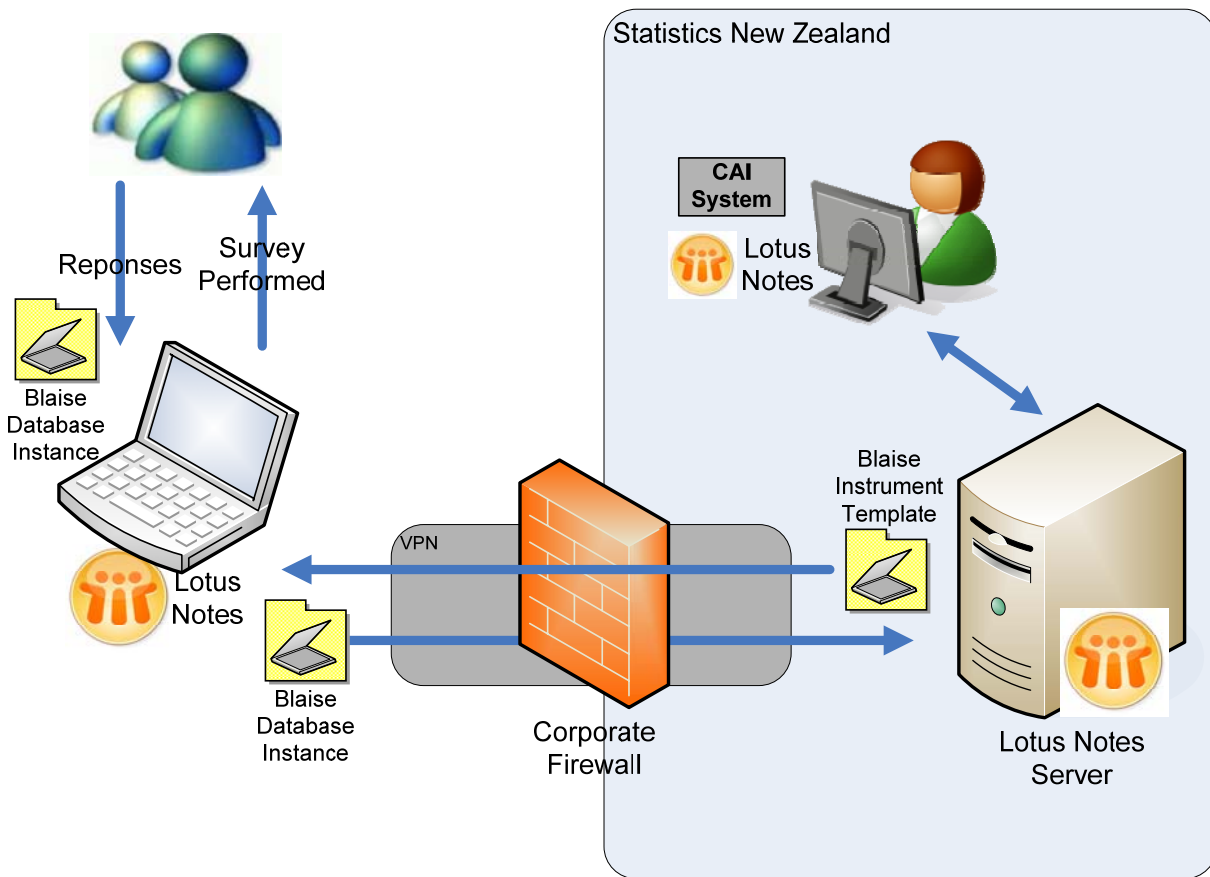 Statistics New Zealand
CAI
System
Lotus
Notes
Reponses
Survey
Performed
Blaise
Database
Instance
Lotus
Notes
Blaise
Database
Instance
VPN
Corporate
Firewall
Blaise
Instrument
Template
Lotus Notes
Server